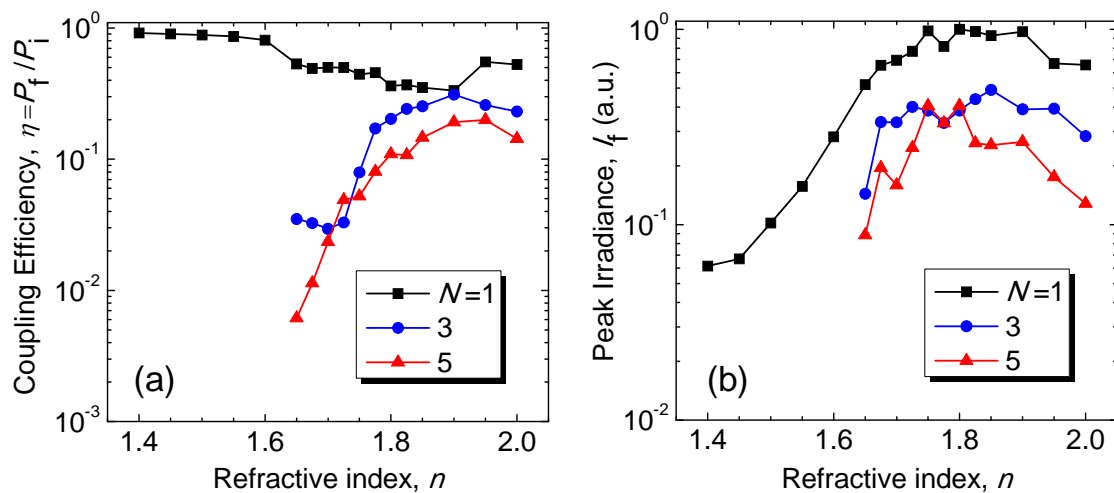 Coupling Efficiency, η=P_f/P_i
10^0
10^-1
10^-2
10^-3
N=1
3
5
(a)
1.4 1.6 1.8 2.0
Refractive index, n
Peak Irradiance, I_f (a.u.)
10^0
10^-1
10^-2
N=1
3
5
(b)
1.4 1.6 1.8 2.0
Refractive index, n